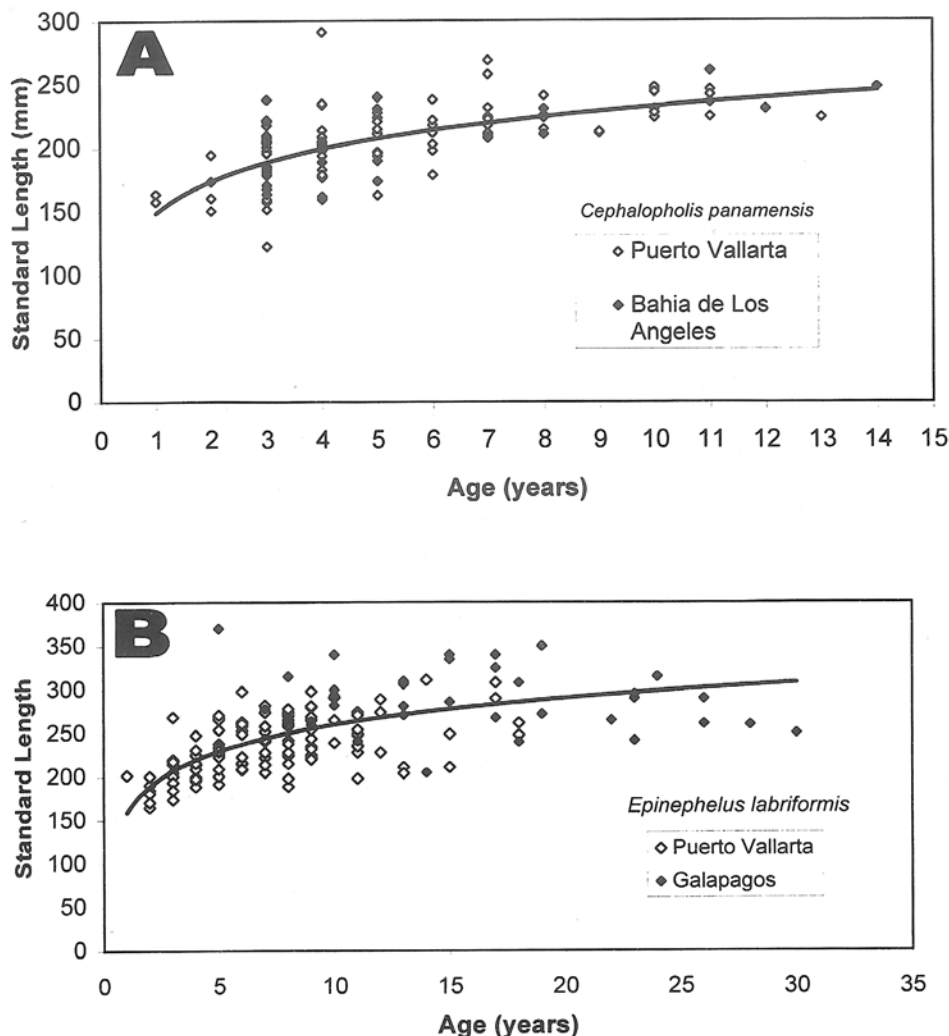 A
300
250
200
150
100
50
0
Standard Length (mm)
Cephalopholis panamensis
Puerto Vallarta
Bahia de Los
Angeles
0 1 2 3 4 5 6 7 8 9 10 11 12 13 14 15
Age (years)
B
400
350
300
250
200
150
100
50
0
Standard Length
Epinephelus labriformis
Puerto Vallarta
Galapagos
0 5 10 15 20 25 30 35
Age (years)